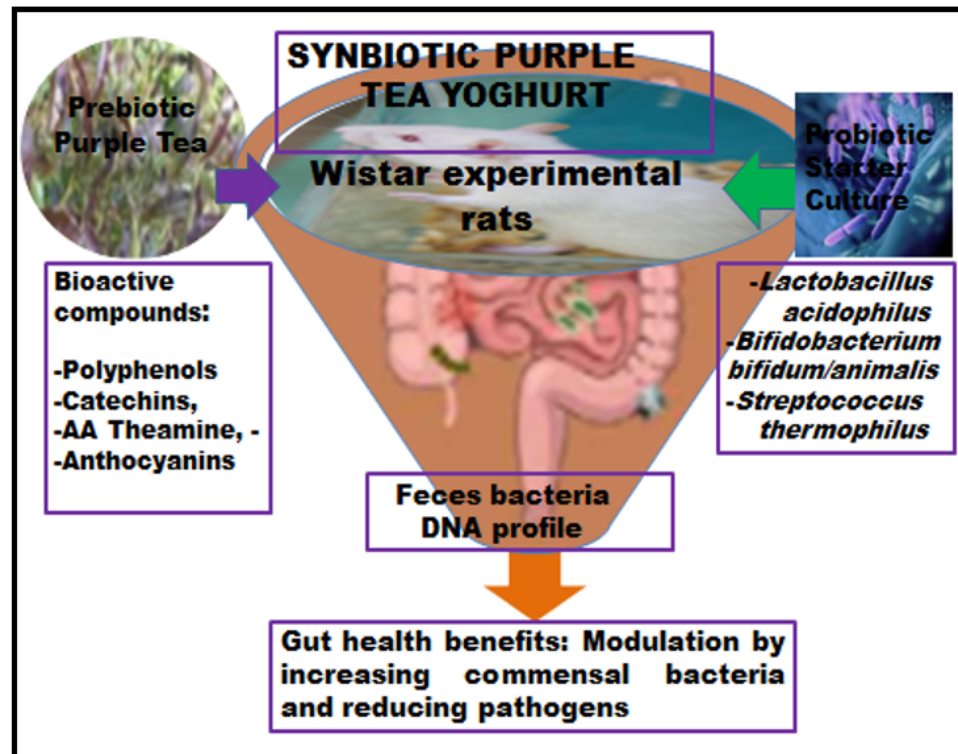 SYNBIOTIC PURPLE
TEA YOGHURT
Prebiotic
Purple Tea
Wistar experimental
rats
Probiotic
Starter
Culture
Bioactive
compounds:
-Polyphenols
-Catechins,
-AA Theamine, -
-Anthocyanins
-Lactobacillus
acidophilus
-Bifidobacterium
bifidum/animalis
-Streptococcus
thermophilus
Feces bacteria
DNA profile
Gut health benefits: Modulation by
increasing commensal bacteria
and reducing pathogens